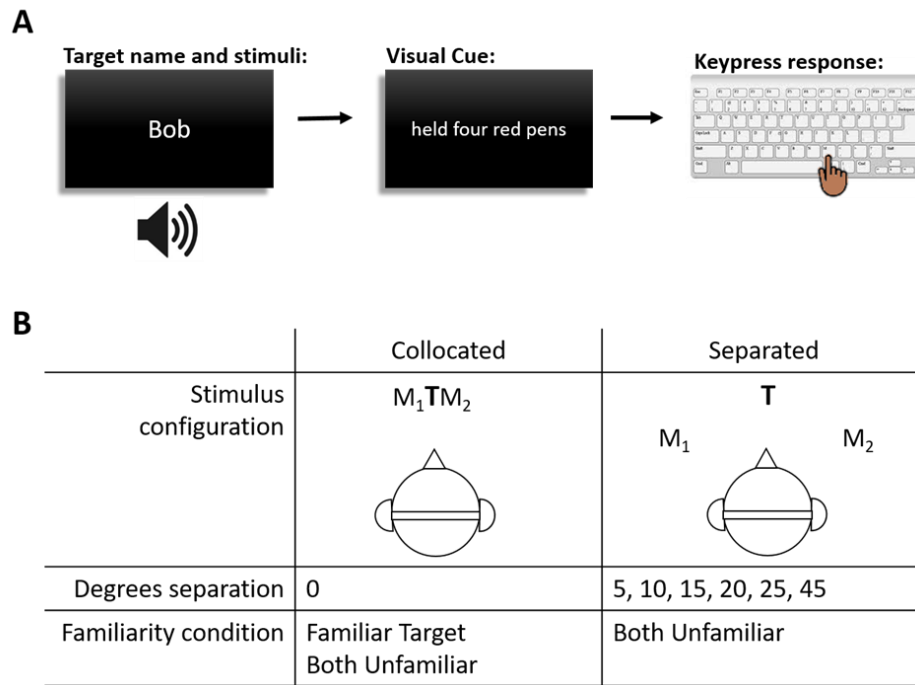 A
Target name and stimuli:
Visual Cue:
Keypress response:
Bob
held four red pens
B
Collocated
Separated
Stimulus
configuration
M₁TM₂
T
M₁
M₂
Degrees separation
0
5, 10, 15, 20, 25, 45
Familiarity condition
Familiar Target
Both Unfamiliar
Both Unfamiliar